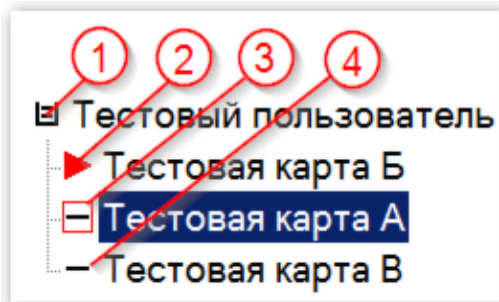 1 2 3 4
Тестовый пользователь
Тестовая карта Б
Тестовая карта А
Тестовая карта В